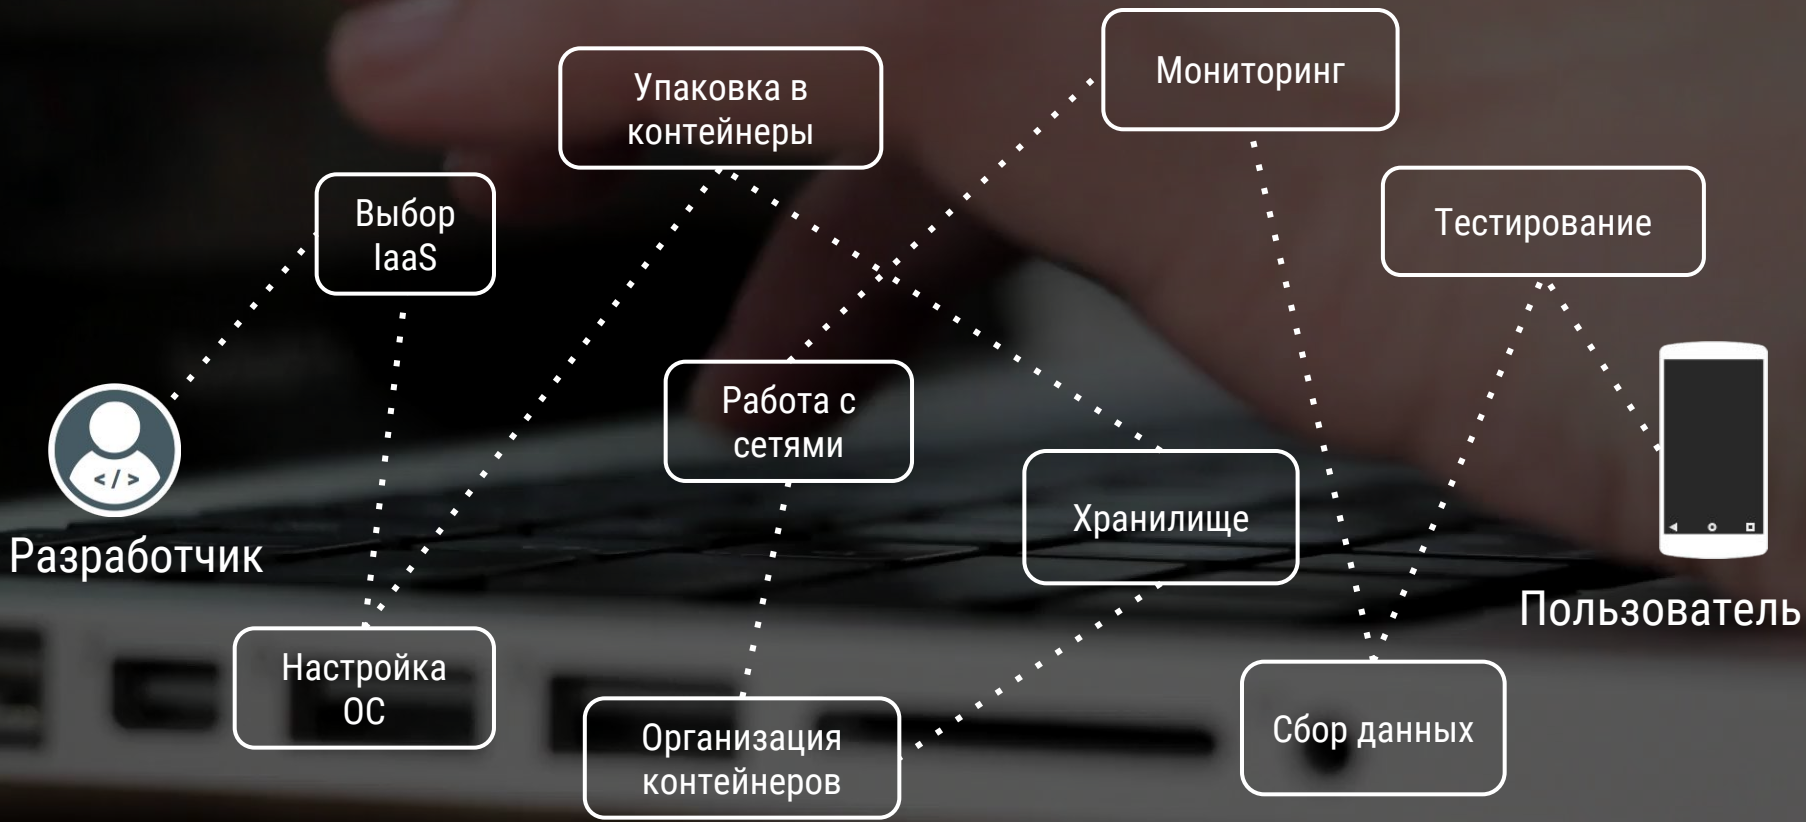 Мониторинг
Упаковка в
контейнеры
Выбор
IaaS
Тестирование
Работа с
сетями
</>
Хранилище
Разработчик
Пользователь
Настройка
ОС
Организация
контейнеров
Сбор данных